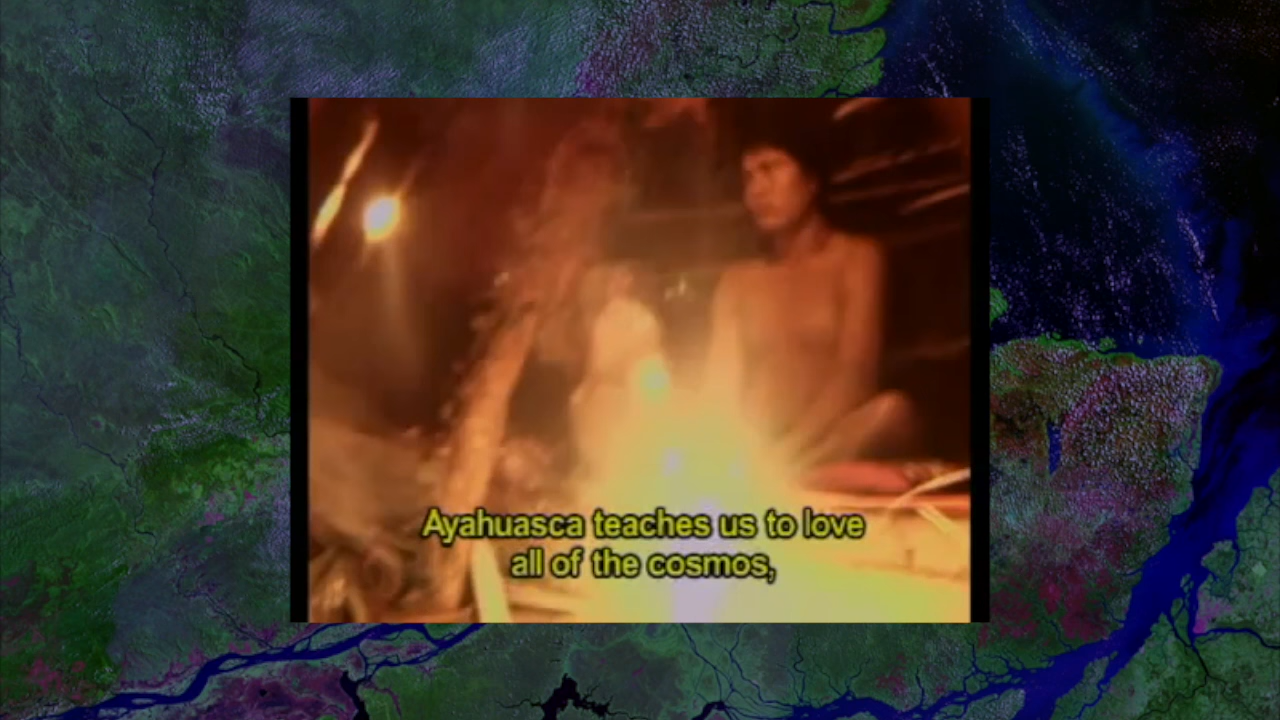 Ayahuasca teaches us to love
all of the cosmos,